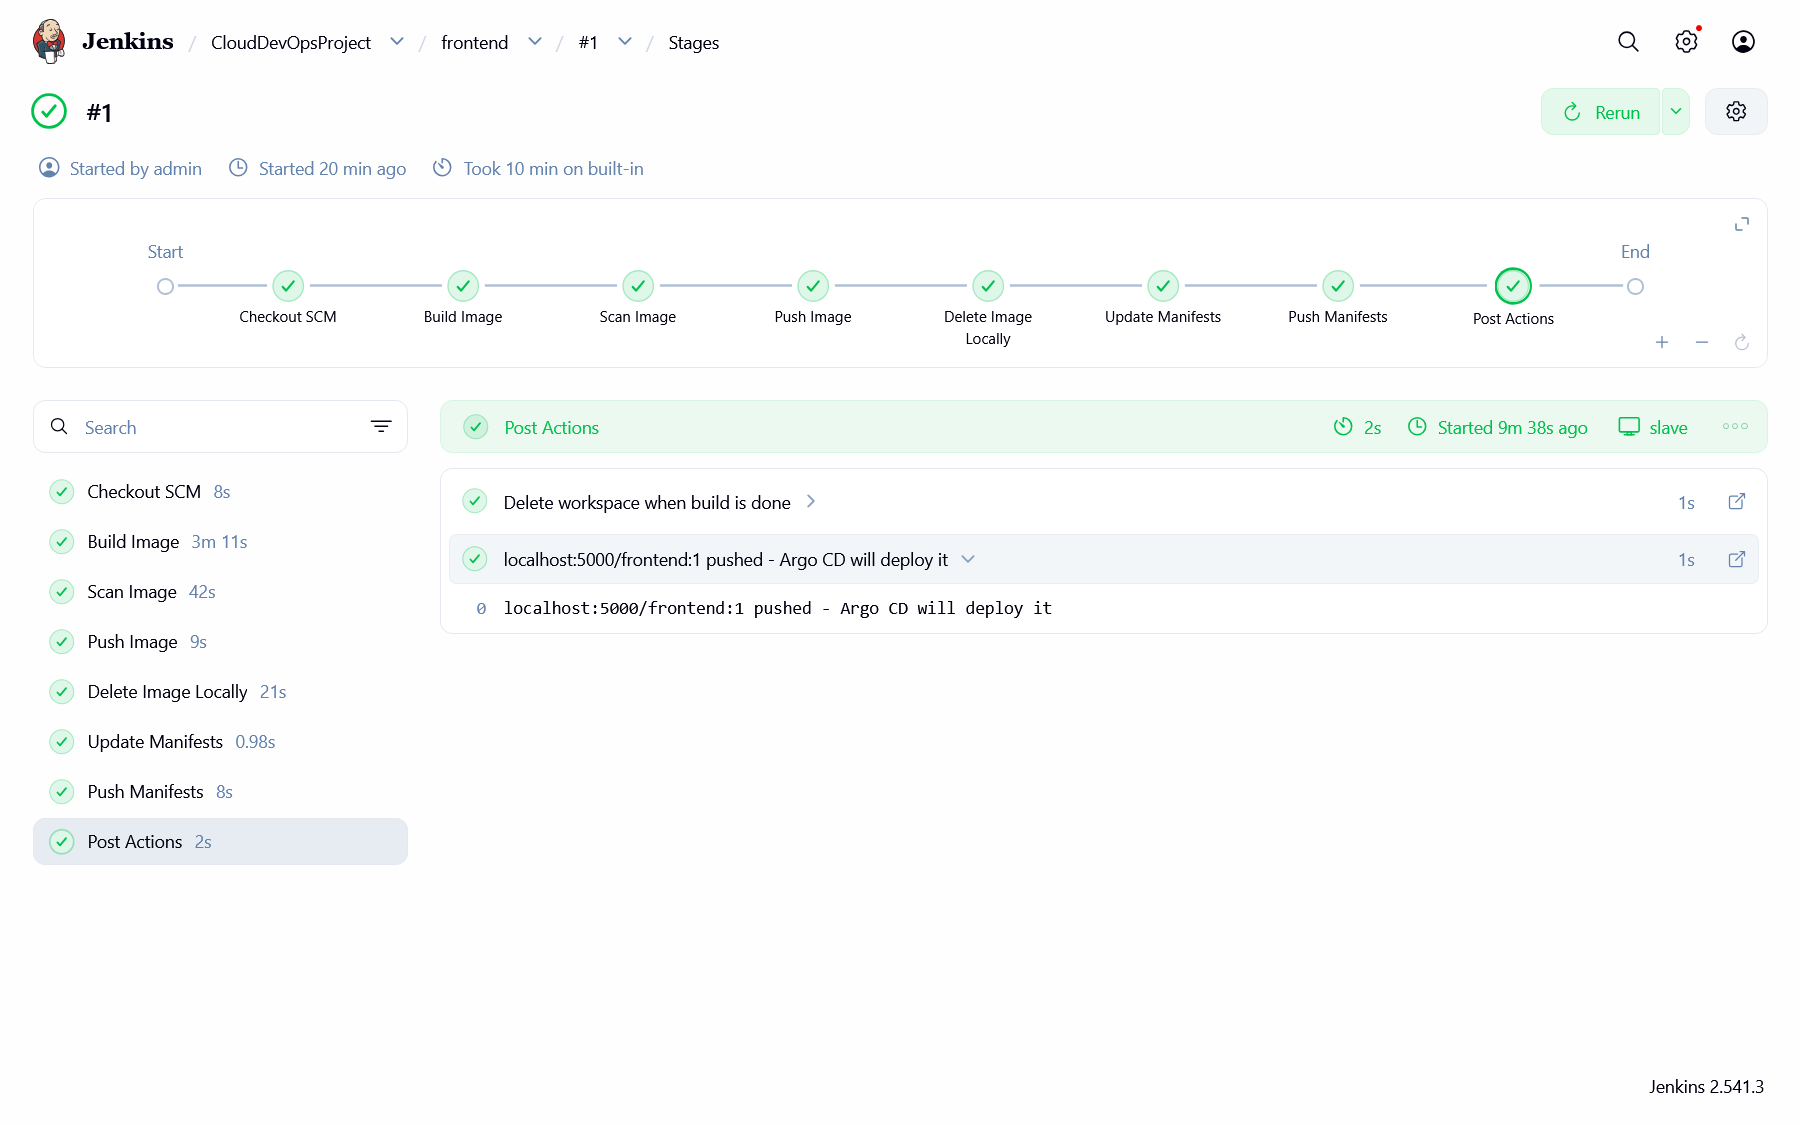 Jenkins / CloudDevOpsProject / frontend / #1 / Stages
#1
Rerun
Started by admin Started 20 min ago Took 10 min on built-in
Start End
Checkout SCM Build Image Scan Image Push Image Delete Image Locally Update Manifests Push Manifests Post Actions
Search
Checkout SCM 8s
Build Image 3m 11s
Scan Image 42s
Push Image 9s
Delete Image Locally 21s
Update Manifests 0.98s
Push Manifests 8s
Post Actions 2s
Post Actions 2s Started 9m 38s ago slave
Delete workspace when build is done 1s
localhost:5000/frontend:1 pushed - Argo CD will deploy it 1s
0 localhost:5000/frontend:1 pushed - Argo CD will deploy it
Jenkins 2.541.3